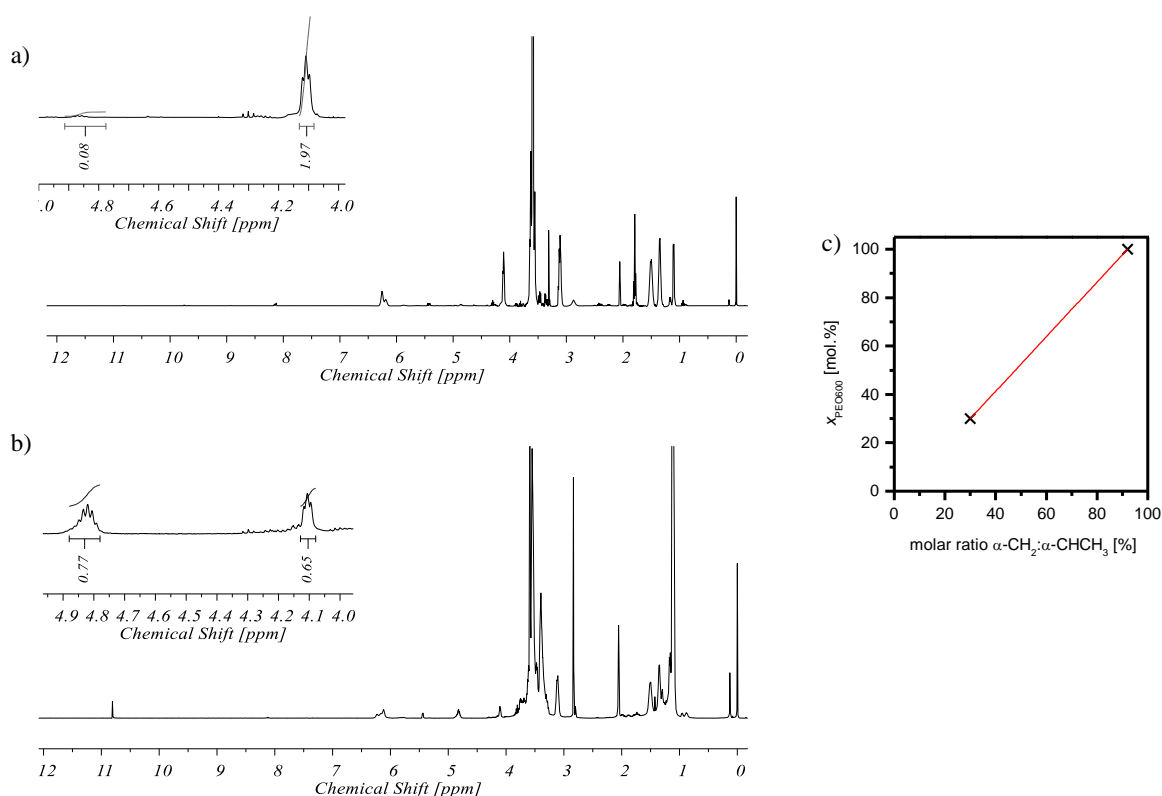 a)
0.08
1.97
.0 4.8 4.6 4.4 4.2 4.0
Chemical Shift [ppm]
12 11 10 9 8 7 6 5 4 3 2 1 0
Chemical Shift [ppm]
b)
0.77
0.65
4.9 4.8 4.7 4.6 4.5 4.4 4.3 4.2 4.1 4.0
Chemical Shift [ppm]
12 11 10 9 8 7 6 5 4 3 2 1 0
Chemical Shift [ppm]
c)
100
80
60
40
20
0
x_PEO600 [mol.%]
0 20 40 60 80 100
molar ratio α-CH2:α-CHCH3 [%]